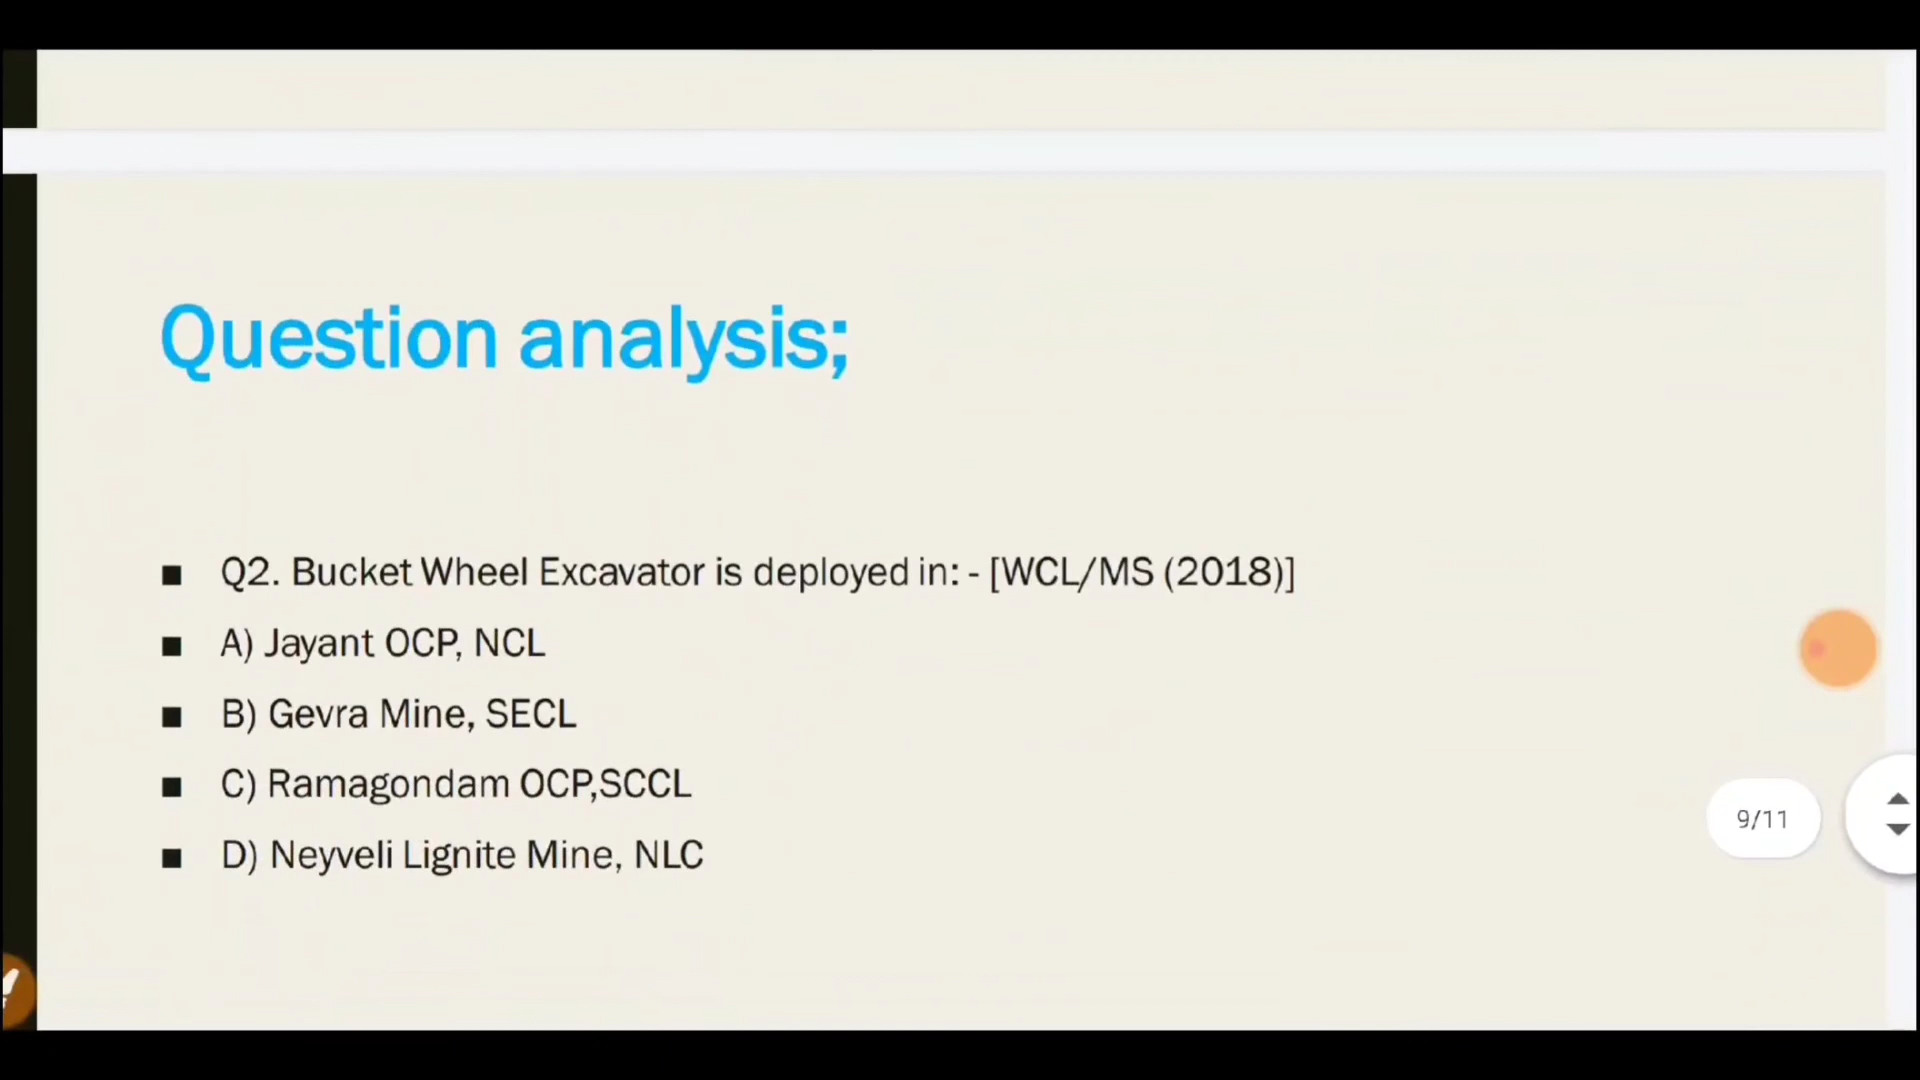 Question analysis;
■ Q2. Bucket Wheel Excavator is deployed in: - [WCL/MS (2018)]
■ A) Jayant OCP, NCL
■ B) Gevra Mine, SECL
■ C) Ramagondam OCP,SCCL
■ D) Neyveli Lignite Mine, NLC
9/11